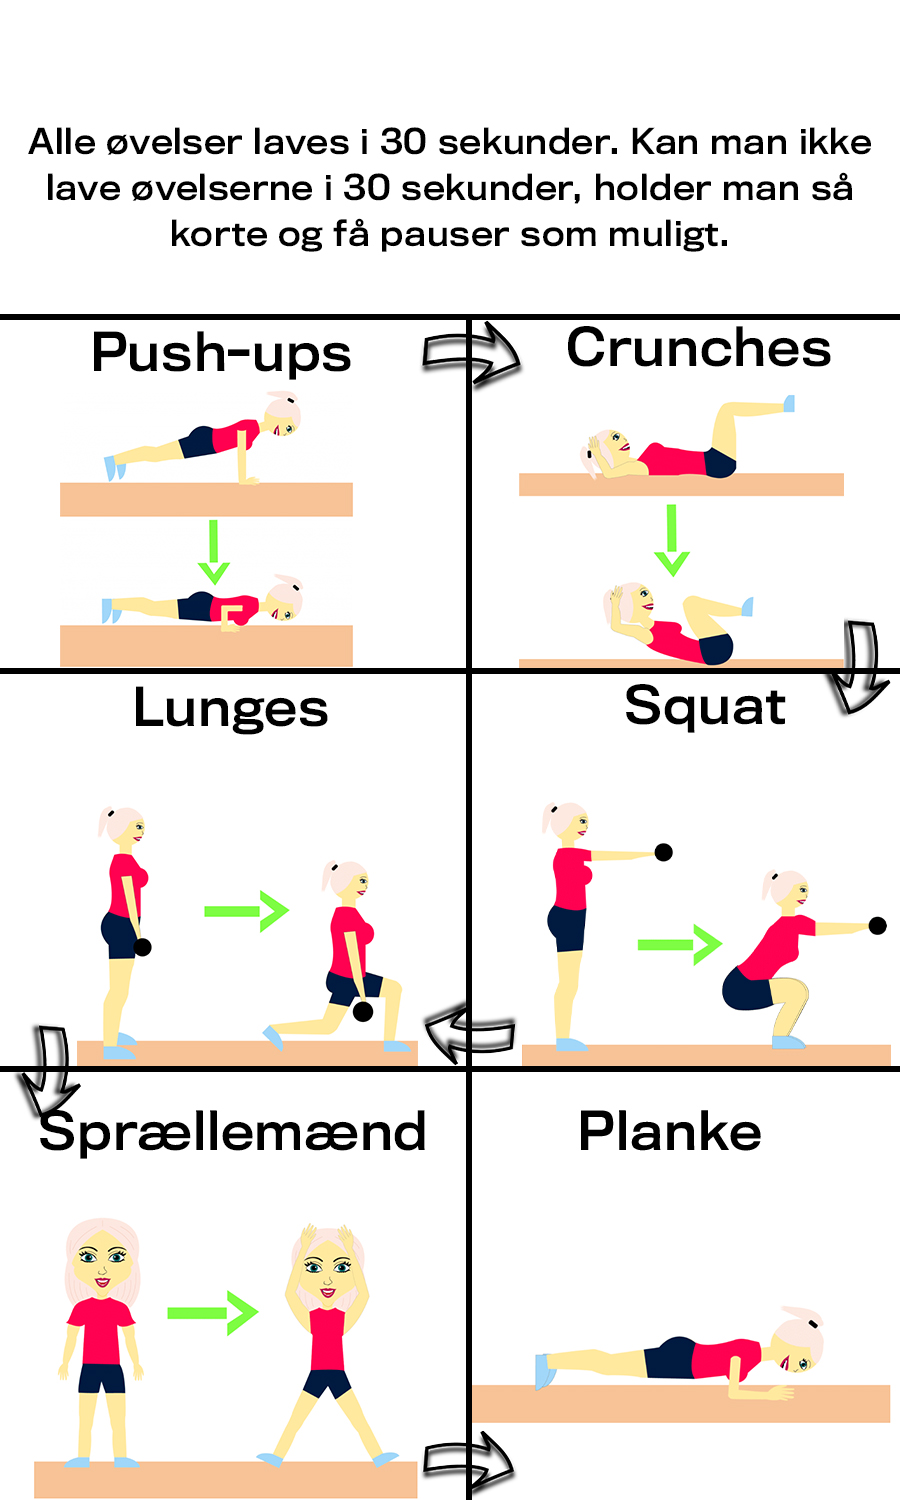 Alle øvelser laves i 30 sekunder. Kan man ikke
lave øvelserne i 30 sekunder, holder man så
korte og få pauser som muligt.
Push-ups
Crunches
Lunges
Squat
Sprællemænd
Planke